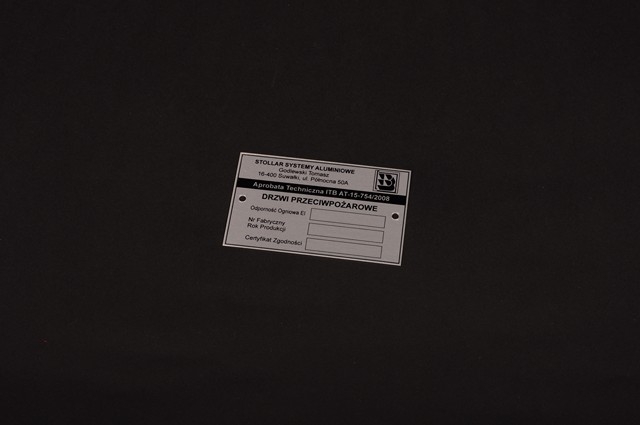 STOLLAR SYSTEMY ALUMINIOWE
Godlewski Tomasz
16-400 Suwałki, ul. Północna 50A
Aprobata Techniczna ITB AT-15-754/2008
DRZWI PRZECIWPOŻAROWE
Odporność Ogniowa EI
Nr Fabryczny
Rok Produkcji
Certyfikat Zgodności